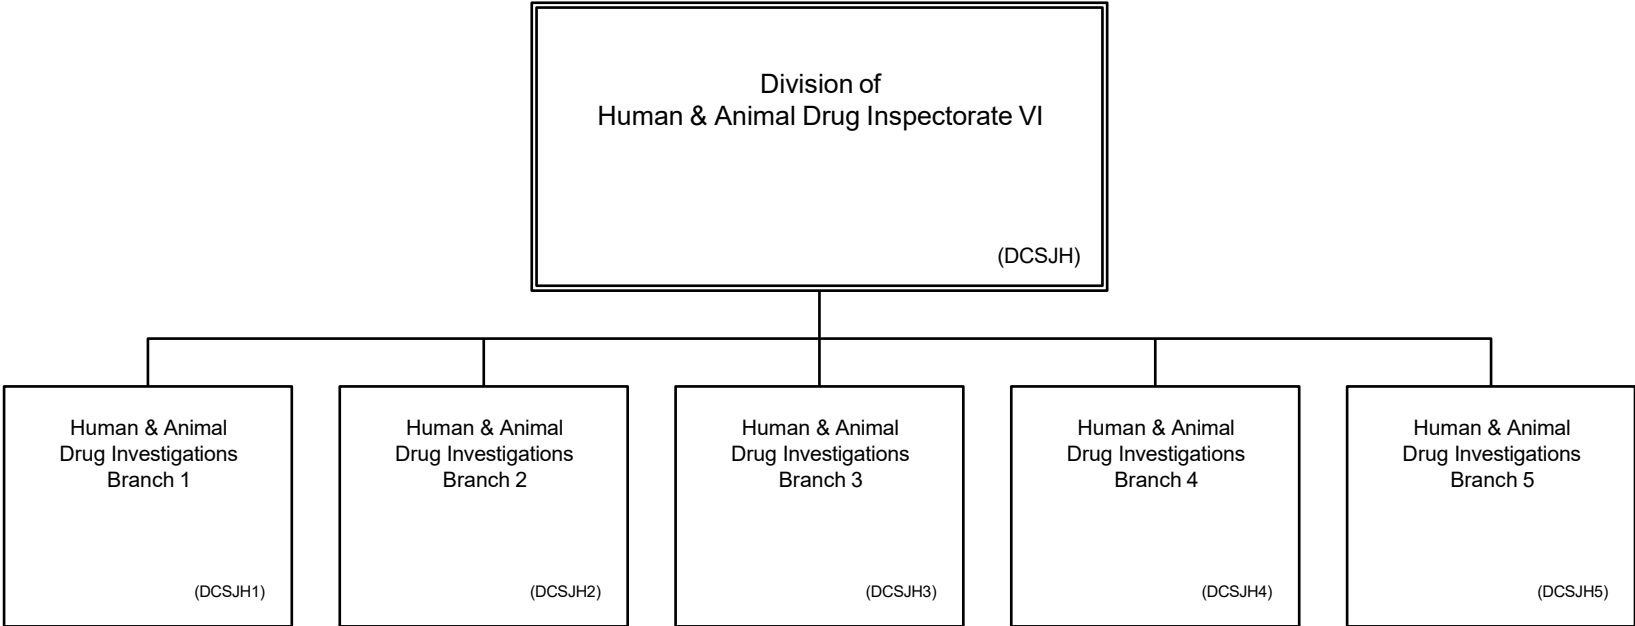 Division of
Human & Animal Drug Inspectorate VI
(DCSJH)
Human & Animal
Drug Investigations
Branch 1
(DCSJH1)
Human & Animal
Drug Investigations
Branch 2
(DCSJH2)
Human & Animal
Drug Investigations
Branch 3
(DCSJH3)
Human & Animal
Drug Investigations
Branch 4
(DCSJH4)
Human & Animal
Drug Investigations
Branch 5
(DCSJH5)